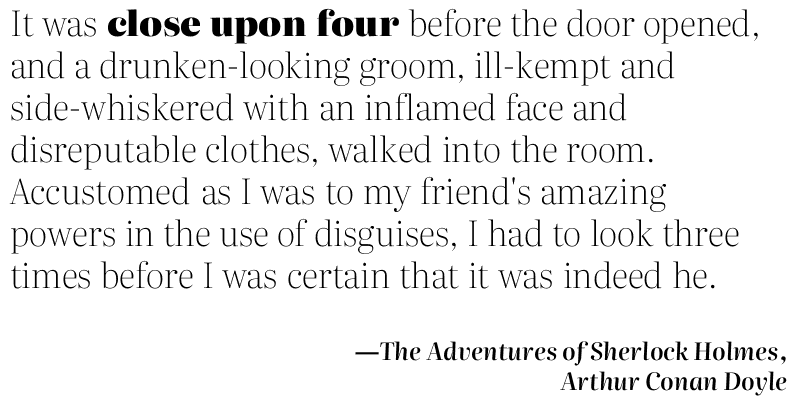 It was close upon four before the door opened,
and a drunken-looking groom, ill-kempt and
side-whiskered with an inflamed face and
disreputable clothes, walked into the room.
Accustomed as I was to my friend's amazing
powers in the use of disguises, I had to look three
times before I was certain that it was indeed he.
—The Adventures of Sherlock Holmes,
Arthur Conan Doyle